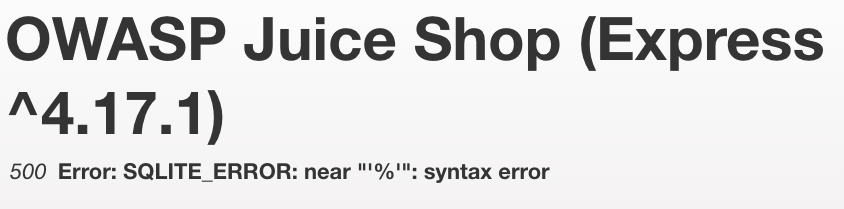 OWASP Juice Shop (Express
^4.17.1)
500 Error: SQLITE_ERROR: near "'%'": syntax error